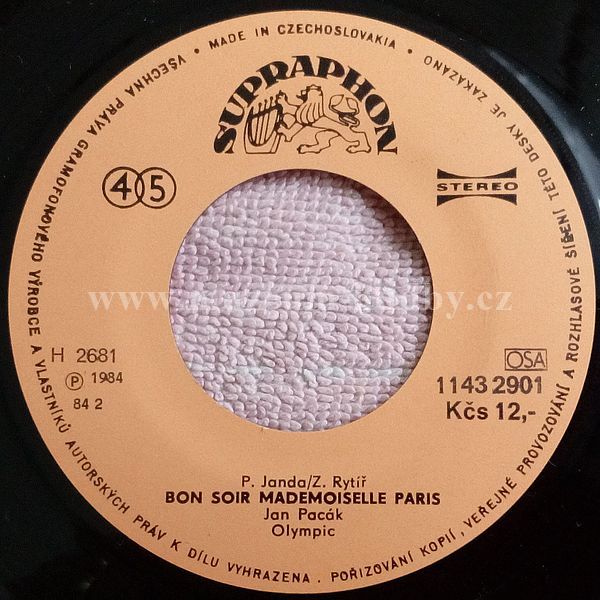 VŠECHNA PRÁVA GRAMOFONOVÉHO VÝROBCE A VLASTNÍKŮ AUTORSKÝCH PRÁV K DÍLU VYHRAZENA . POŘIZOVÁNÍ KOPIÍ, VEŘEJNÉ PROVOZOVÁNÍ A ROZHLASOVÉ ŠÍŘENÍ TÉTO DESKY JE ZAKÁZÁNO
• MADE IN CZECHOSLOVAKIA •
SUPRAPHON
45
STEREO
H 2681
Ⓟ 1984
84 2
OSA
1143 2901
Kčs 12,-
P. Janda/Z. Rytíř
BON SOIR MADEMOISELLE PARIS
Jan Pacák
Olympic